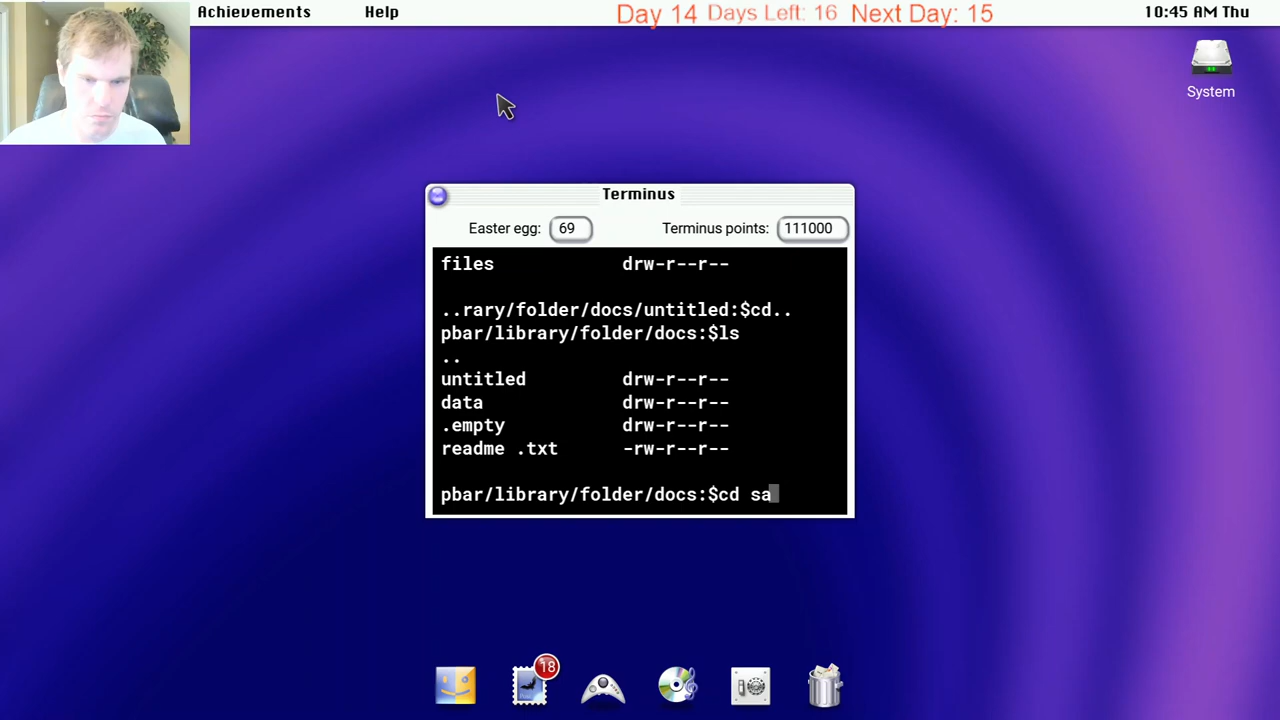 Achievements Help Day 14 Days Left: 16 Next Day: 15 10:45 AM Thu
System
Terminus
Easter egg: 69 Terminus points: 111000
files drw-r--r--
..rary/folder/docs/untitled:$cd..
pbar/library/folder/docs:$ls
..
untitled drw-r--r--
data drw-r--r--
.empty drw-r--r--
readme .txt -rw-r--r--
pbar/library/folder/docs:$cd sa
18